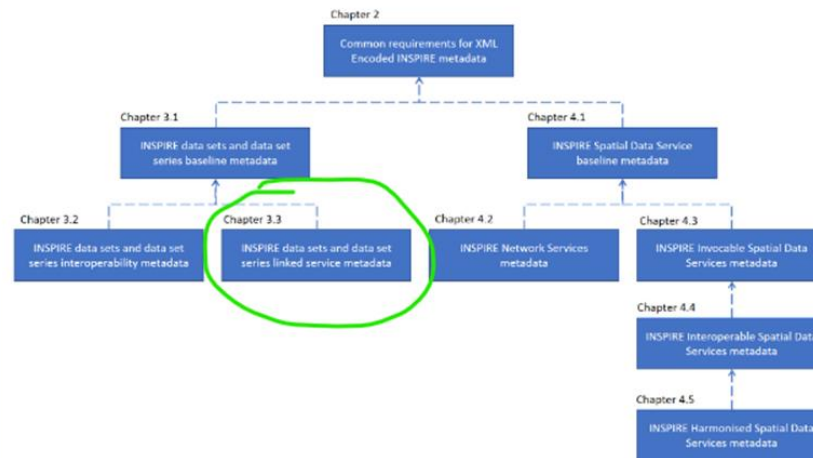 Chapter 2
Common requirements for XML
Encoded INSPIRE metadata
Chapter 3.1
INSPIRE data sets and data set
series baseline metadata
Chapter 4.1
INSPIRE Spatial Data Service
baseline metadata
Chapter 3.2
INSPIRE data sets and data set
series interoperability metadata
Chapter 3.3
INSPIRE data sets and data set
series linked service metadata
Chapter 4.2
INSPIRE Network Services
metadata
Chapter 4.3
INSPIRE Invocable Spatial Data
Services metadata
Chapter 4.4
INSPIRE Interoperable Spatial Data
Services metadata
Chapter 4.5
INSPIRE Harmonised Spatial Data
Services metadata